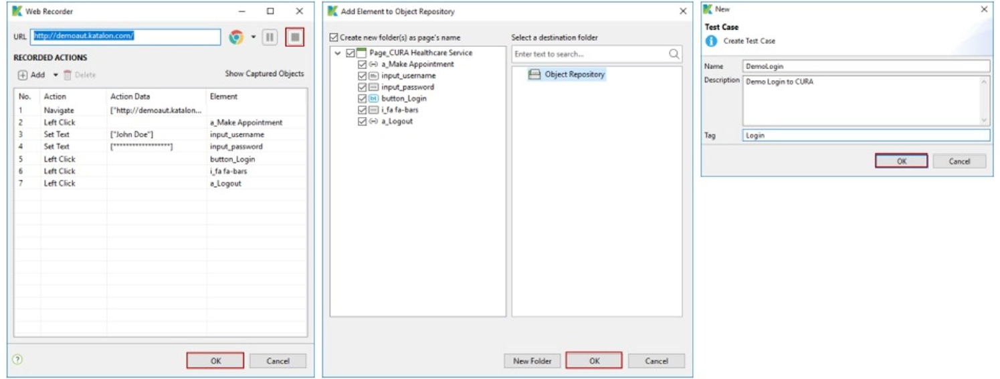 Web Recorder
URL http://demoaut.katalon.com/
RECORDED ACTIONS
Add Delete Show Captured Objects
No. Action Action Data Element
1 Navigate ["http://demoaut.katalon...
2 Left Click a_Make Appointment
3 Set Text ["John Doe"] input_username
4 Set Text [******************"] input_password
5 Left Click button_Login
6 Left Click i_fa fa-bars
7 Left Click a_Logout
? OK Cancel
Add Element to Object Repository
Create new folder(s) as page's name
Page_CURA Healthcare Service
a_Make Appointment
input_username
input_password
bt button_Login
i_fa fa-bars
a_Logout
Select a destination folder
Enter text to search...
Object Repository
New Folder OK Cancel
New
Test Case
Create Test Case
Name DemoLogin
Description Demo Login to CURA
Tag Login
OK Cancel